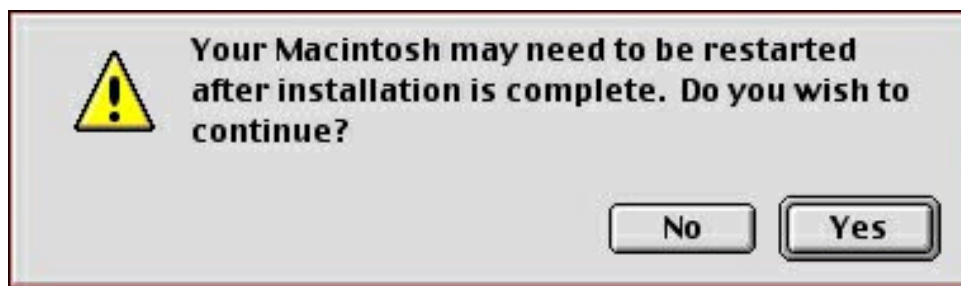 Your Macintosh may need to be restarted
after installation is complete. Do you wish to
continue?
No Yes